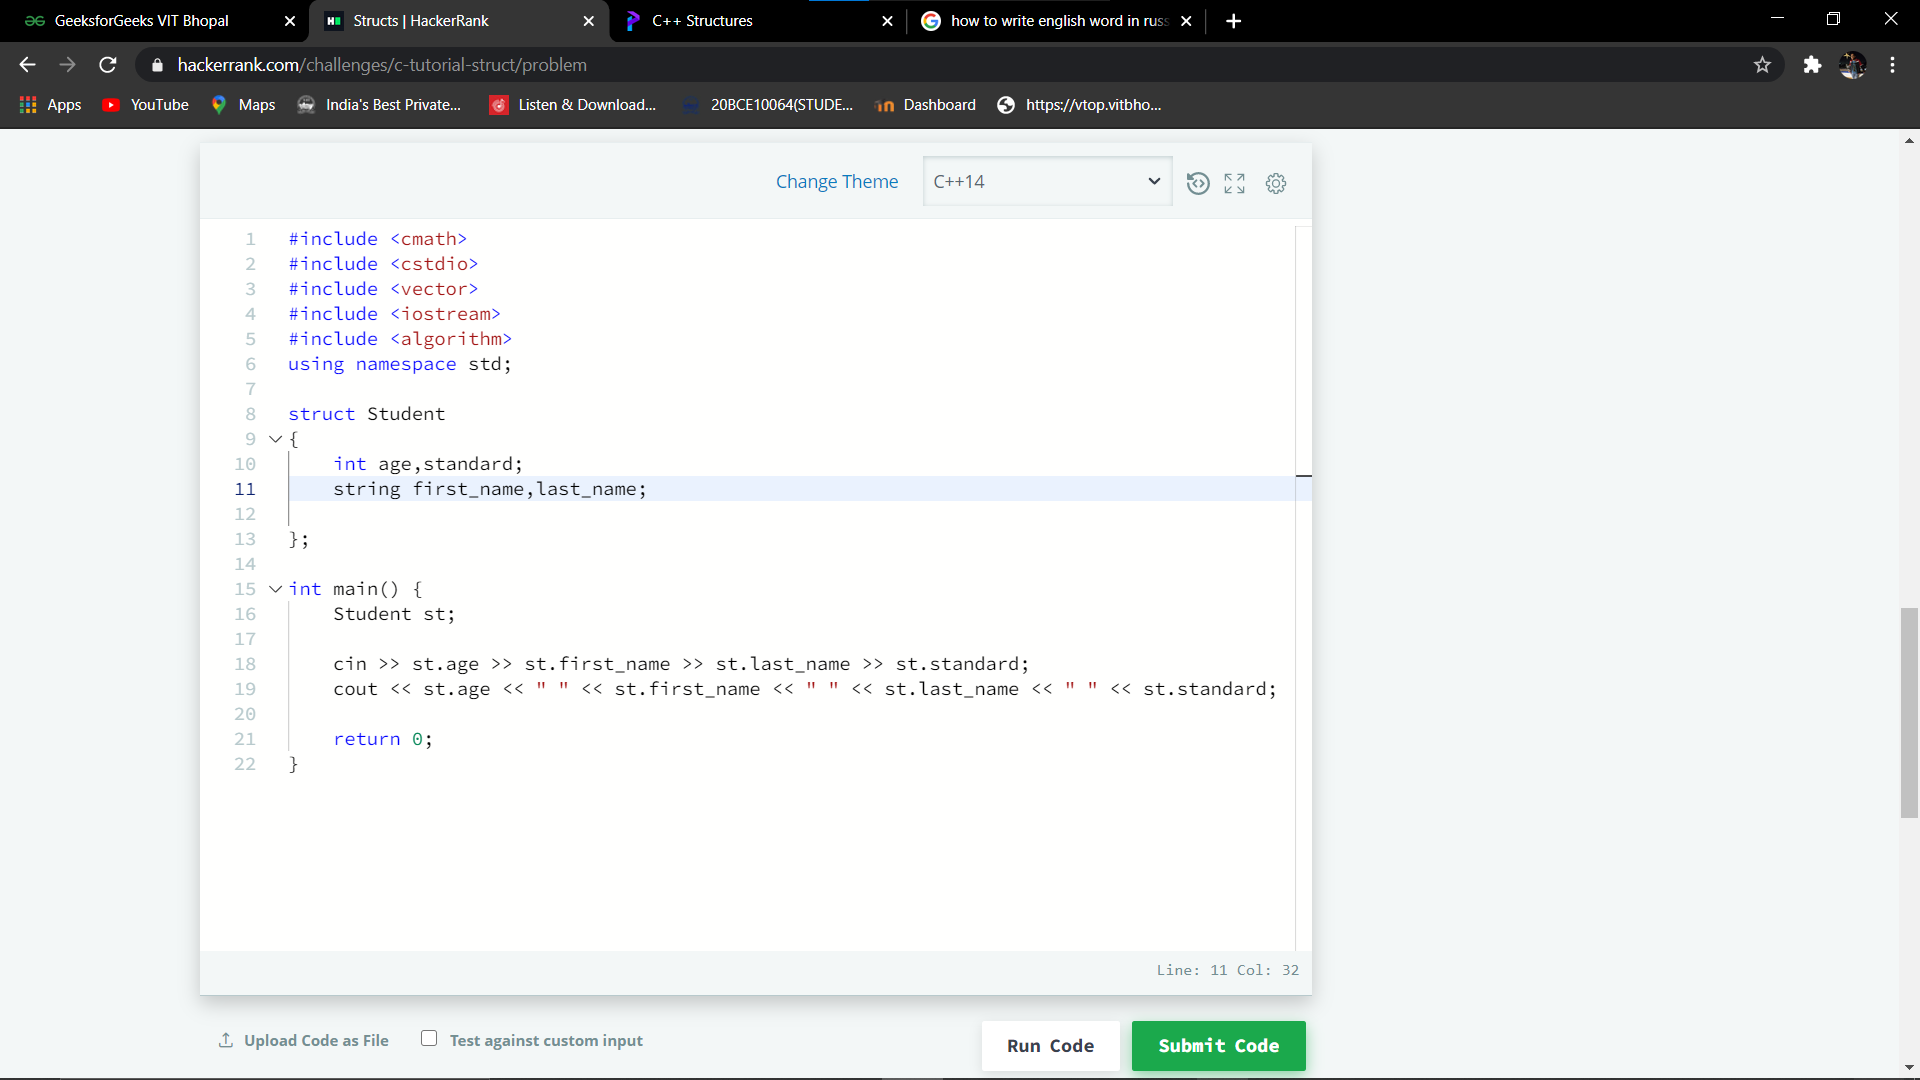 GeeksforGeeks VIT Bhopal
Structs | HackerRank
C++ Structures
how to write english word in russ
hackerrank.com/challenges/c-tutorial-struct/problem
Apps
YouTube
Maps
India's Best Private...
Listen & Download...
20BCE10064(STUDE...
Dashboard
https://vtop.vitbho...
Change Theme
C++14
1 #include <cmath>
2 #include <cstdio>
3 #include <vector>
4 #include <iostream>
5 #include <algorithm>
6 using namespace std;
7
8 struct Student
9 {
10 int age,standard;
11 string first_name,last_name;
12
13 };
14
15 int main() {
16 Student st;
17
18 cin >> st.age >> st.first_name >> st.last_name >> st.standard;
19 cout << st.age << " " << st.first_name << " " << st.last_name << " " << st.standard;
20
21 return 0;
22 }
Line: 11 Col: 32
Upload Code as File
Test against custom input
Run Code
Submit Code